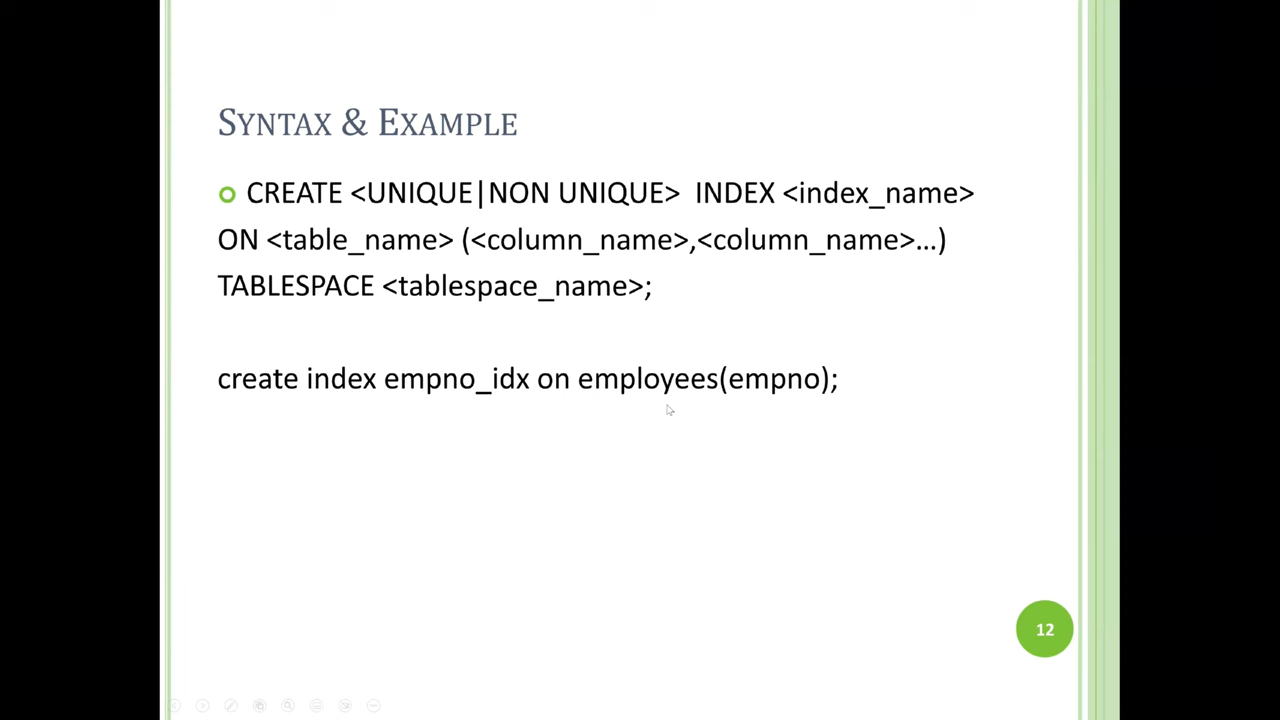 SYNTAX & EXAMPLE
CREATE <UNIQUE|NON UNIQUE> INDEX <index_name>
ON <table_name> (<column_name>,<column_name>...)
TABLESPACE <tablespace_name>;
create index empno_idx on employees(empno);
12